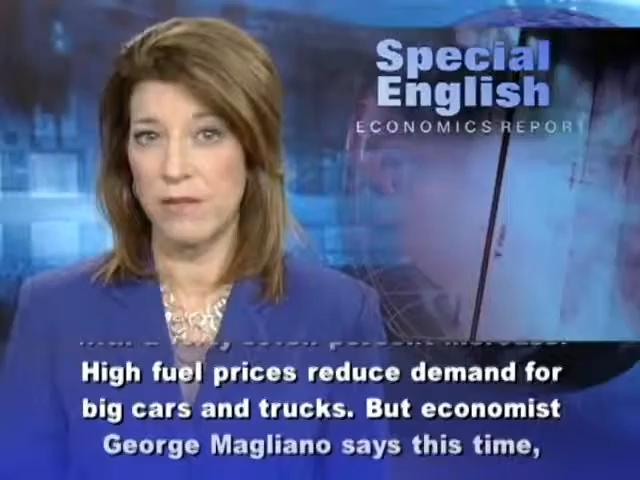 Special
English
ECONOMICS REPORT
High fuel prices reduce demand for
big cars and trucks. But economist
George Magliano says this time,